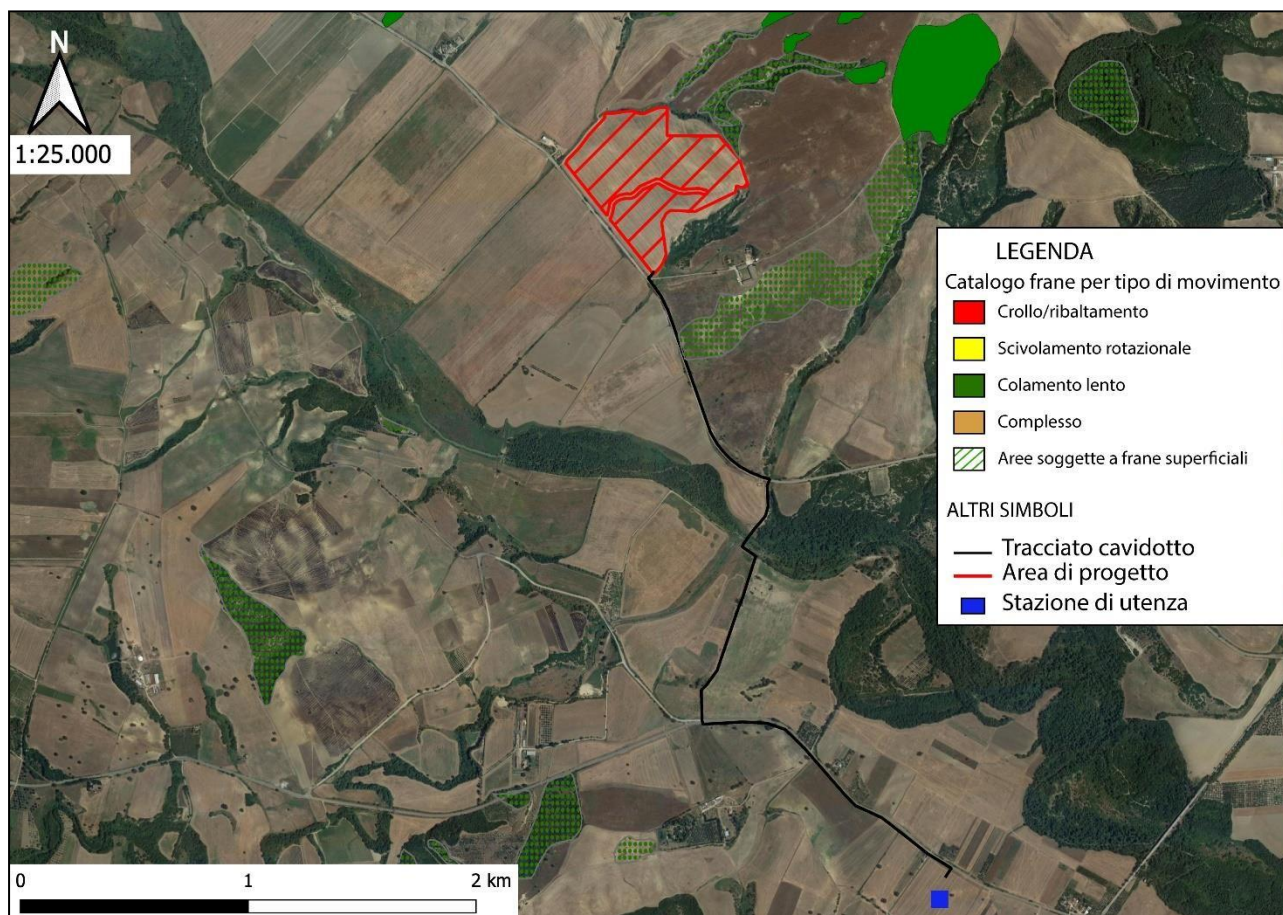 N
1:25.000
LEGENDA
Catalogo frane per tipo di movimento
Crollo/ribaltamento
Scivolamento rotazionale
Colamento lento
Complesso
Aree soggette a frane superficiali
ALTRI SIMBOLI
Tracciato cavidotto
Area di progetto
Stazione di utenza
0 1 2 km